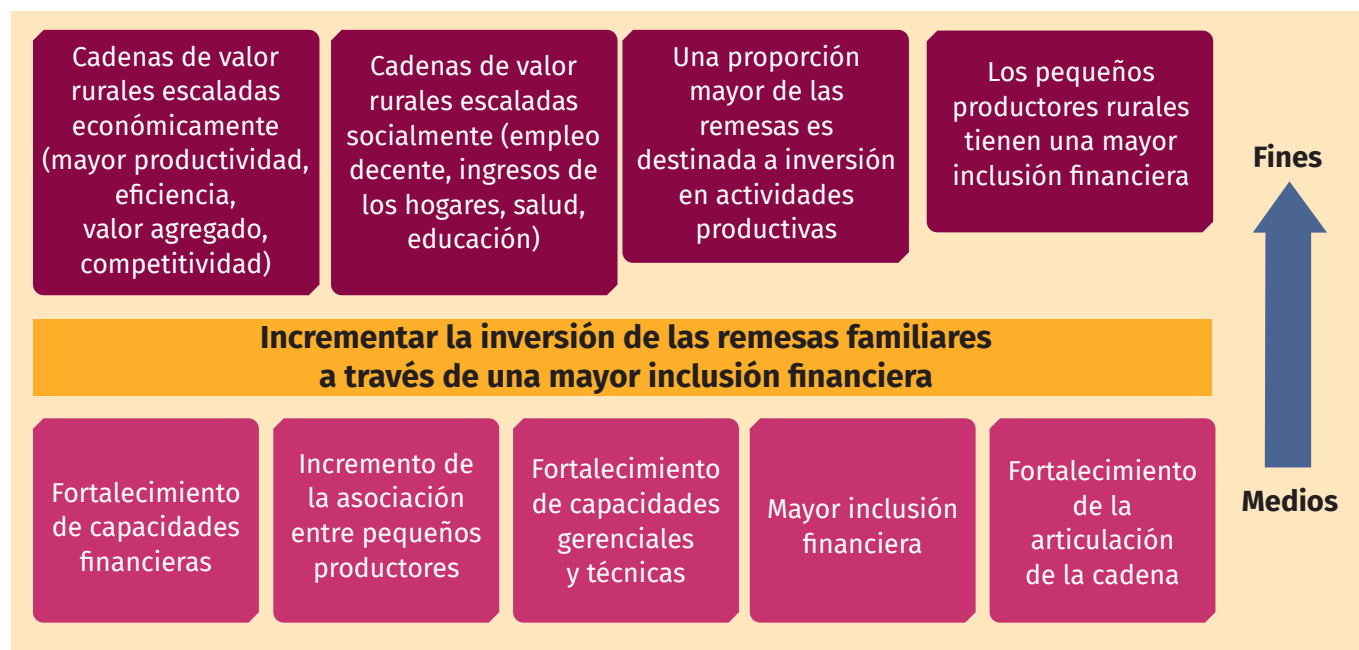 Cadenas de valor
rurales escaladas
económicamente
(mayor productividad,
eficiencia,
valor agregado,
competitividad)
Cadenas de valor
rurales escaladas
socialmente (empleo
decente, ingresos de
los hogares, salud,
educación)
Una proporción
mayor de las
remesas es
destinada a inversión
en actividades
productivas
Los pequeños
productores rurales
tienen una mayor
inclusión financiera
Fines
Incrementar la inversión de las remesas familiares
a través de una mayor inclusión financiera
Fortalecimiento
de capacidades
financieras
Incremento de
la asociación
entre pequeños
productores
Fortalecimiento
de capacidades
gerenciales
y técnicas
Mayor inclusión
financiera
Fortalecimiento
de la
articulación
de la cadena
Medios